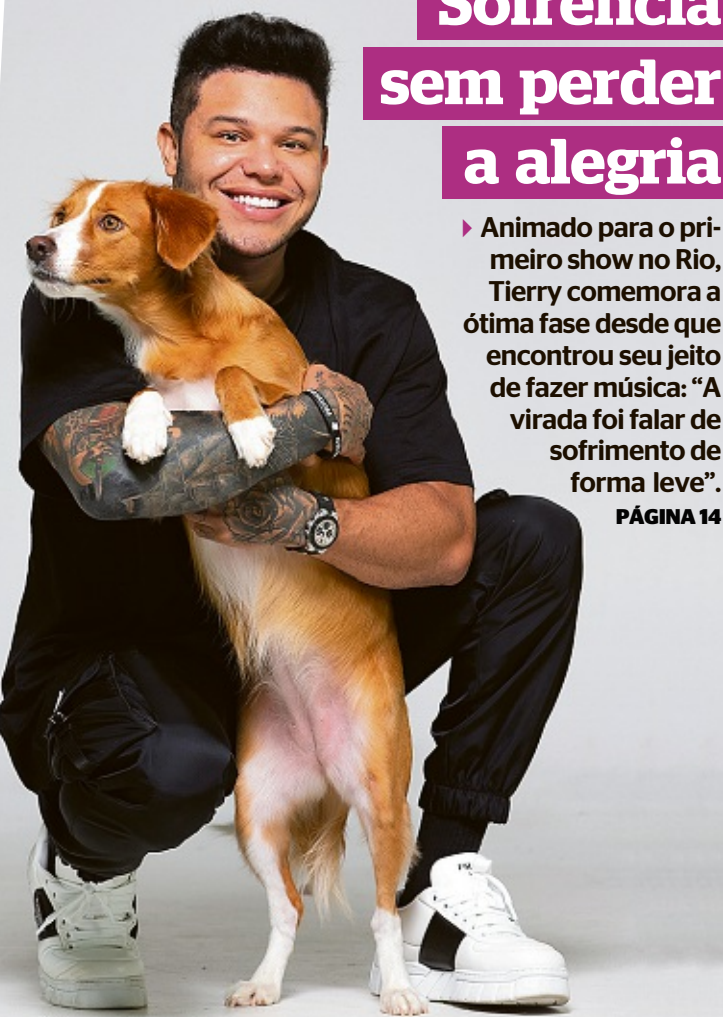 Sofrência
sem perder
a alegria
Animado para o pri-
meiro show no Rio,
Tierry comemora a
ótima fase desde que
encontrou seu jeito
de fazer música: “A
virada foi falar de
sofrimento de
forma leve”.
PÁGINA 14